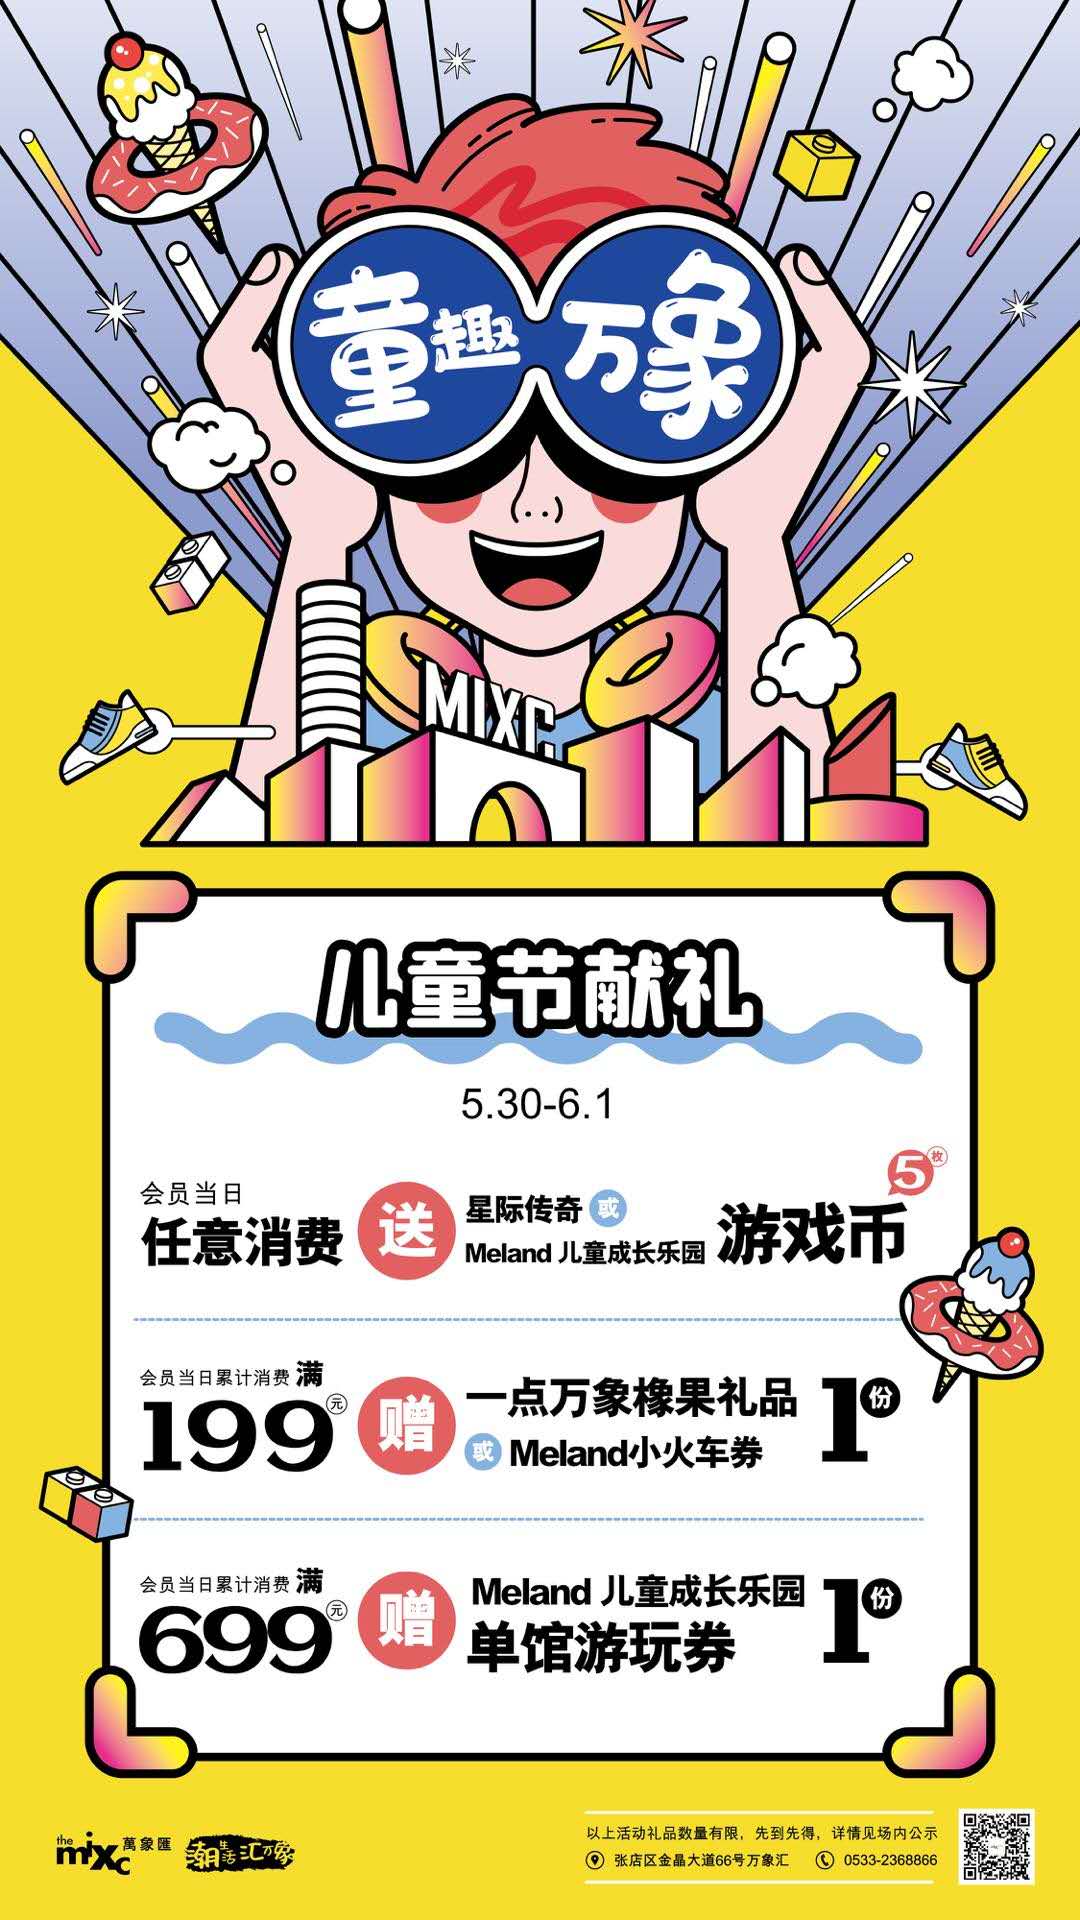 童趣万象
MIXC
儿童节献礼
5.30-6.1
会员当日
任意消费
送
星际传奇 或
Meland 儿童成长乐园
游戏币
5枚
会员当日累计消费 满
199元
赠
一点万象橡果礼品
或 Meland小火车券
1份
会员当日累计消费 满
699元
赠
Meland 儿童成长乐园
单馆游玩券
1份
the mixc 萬象匯
潮生活 汇万象
以上活动礼品数量有限，先到先得，详情见场内公示
张店区金晶大道66号万象汇 0533-2368866